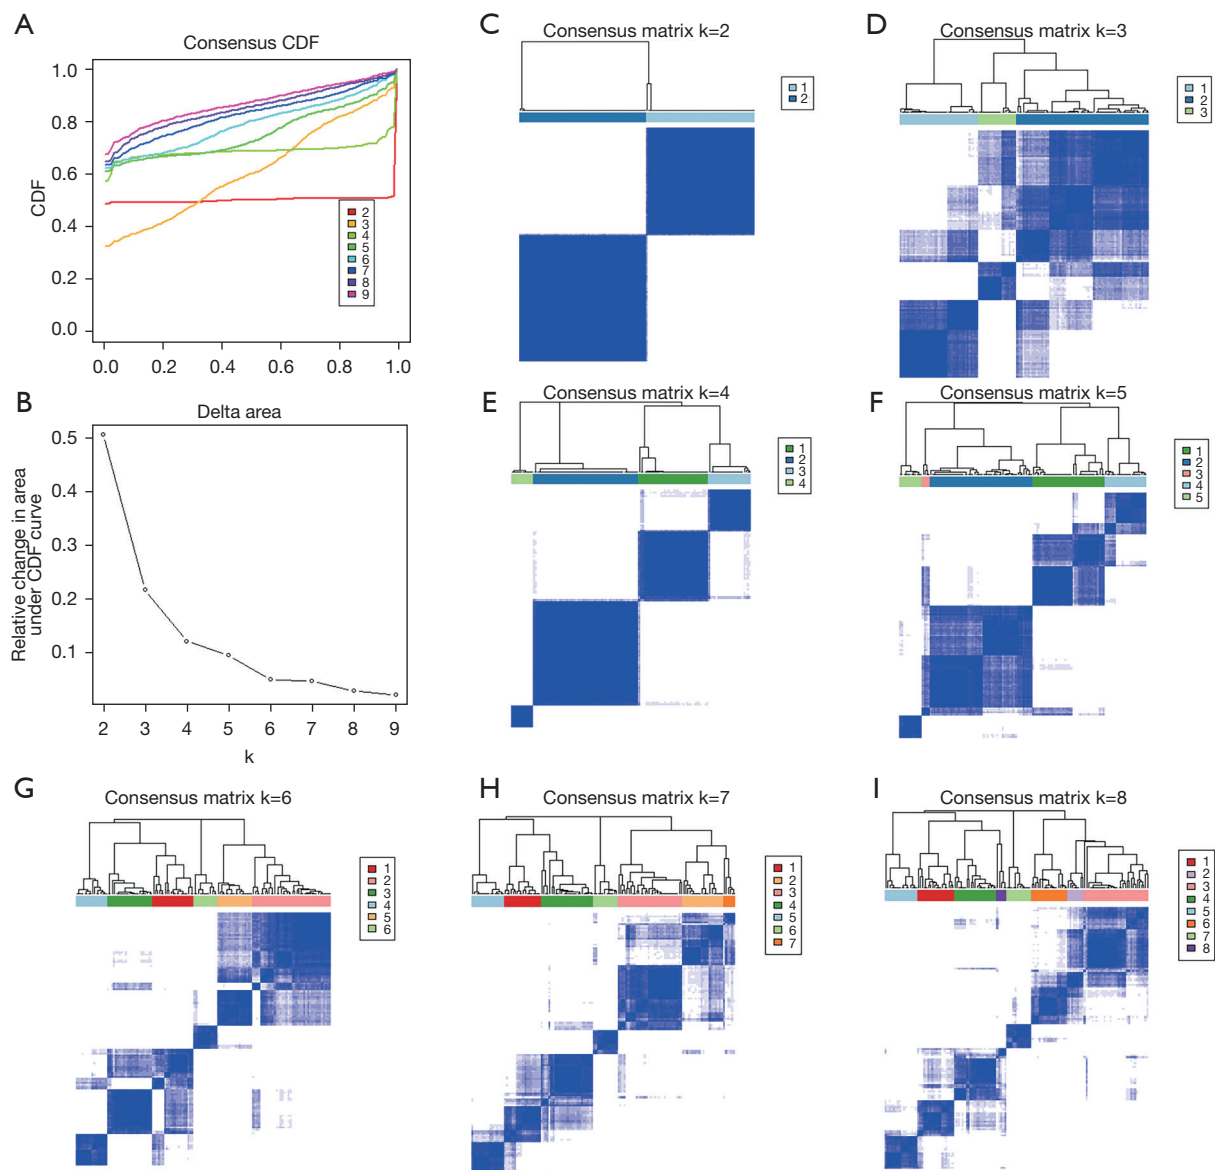 A
Consensus CDF
CDF
1.0
0.8
0.6
0.4
0.2
0.0
0.0 0.2 0.4 0.6 0.8 1.0
2
3
4
5
6
7
8
9
B
Delta area
Relative change in area
under CDF curve
0.5
0.4
0.3
0.2
0.1
2 3 4 5 6 7 8 9
k
C
Consensus matrix k=2
1
2
D
Consensus matrix k=3
1
2
3
E
Consensus matrix k=4
1
2
3
4
F
Consensus matrix k=5
1
2
3
4
5
G
Consensus matrix k=6
1
2
3
4
5
6
H
Consensus matrix k=7
1
2
3
4
5
6
7
I
Consensus matrix k=8
1
2
3
4
5
6
7
8